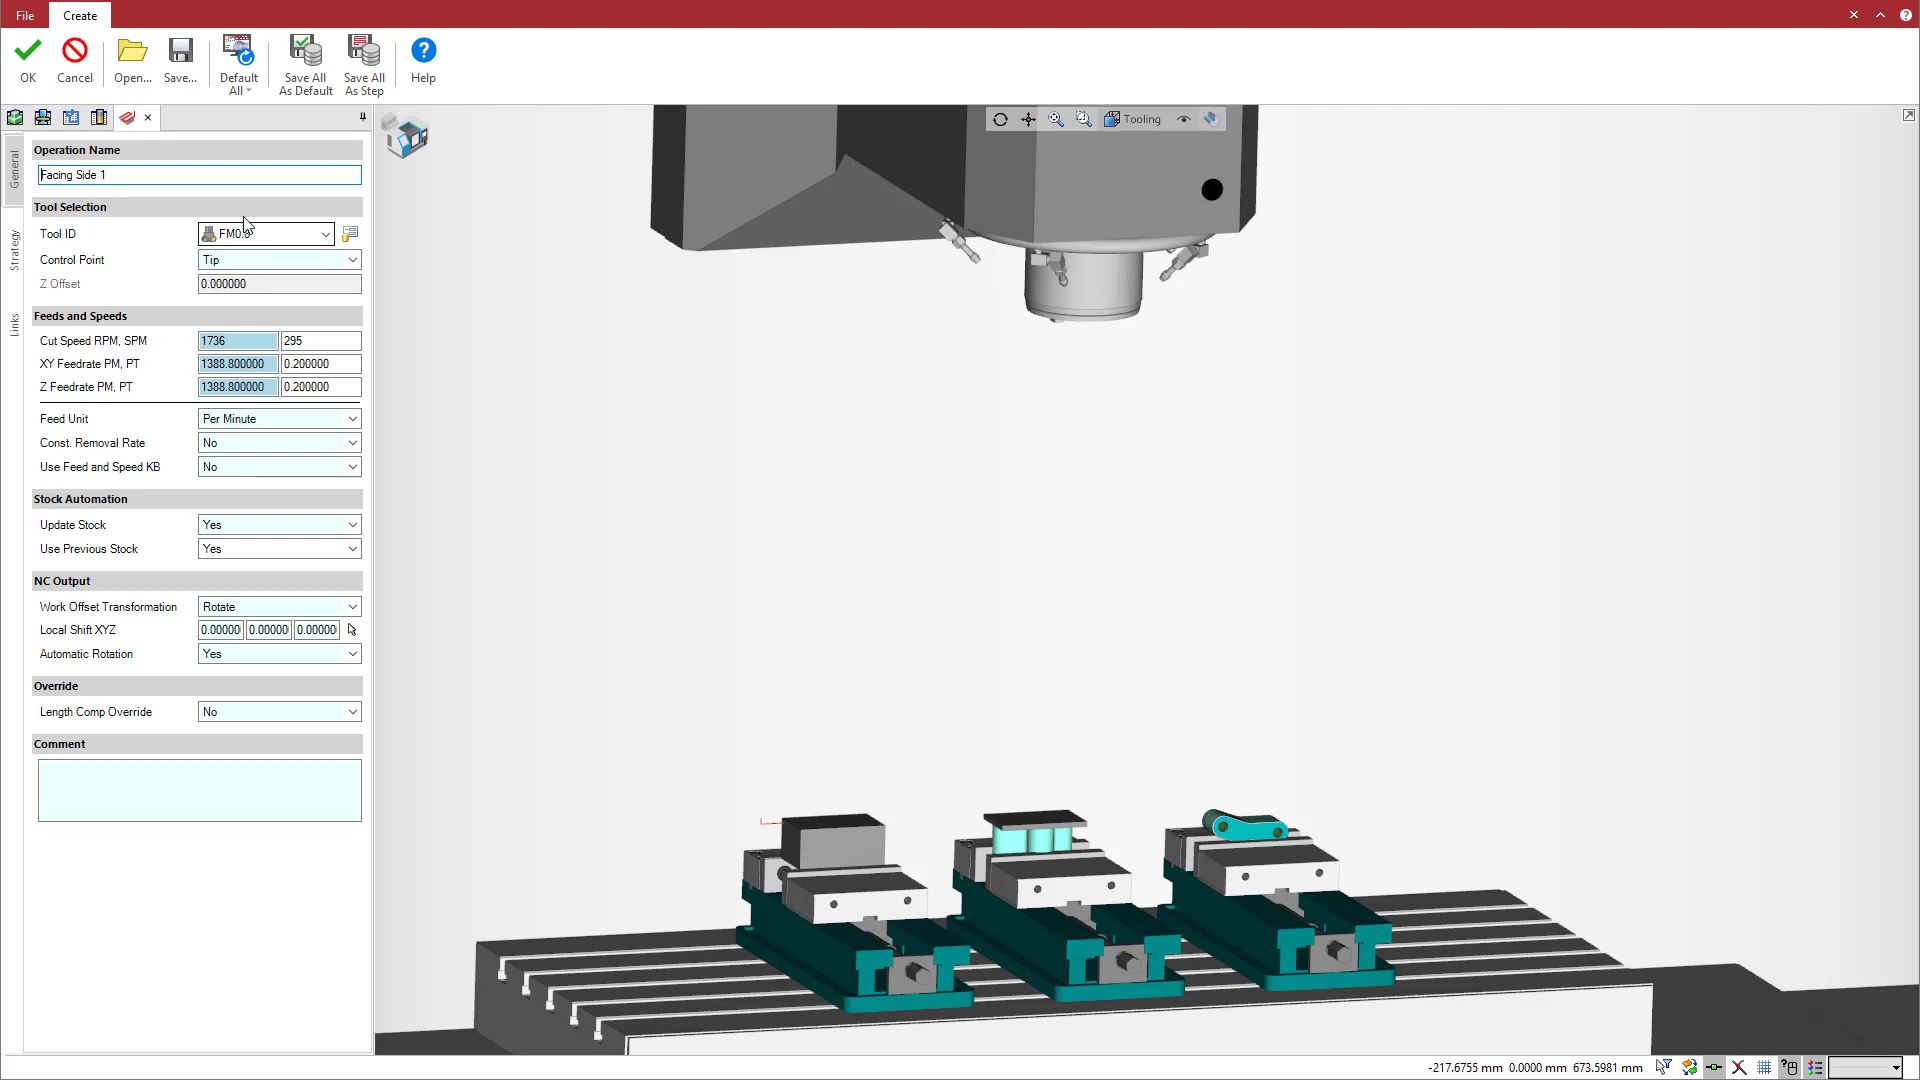 File
Create
OK
Cancel
Open...
Save...
Default
All
Save All
As Default
Save All
As Step
Help
Tooling
General
Strategy
Links
Operation Name
Facing Side 1
Tool Selection
Tool ID
Control Point
Tip
Z Offset
0.000000
Feeds and Speeds
Cut Speed RPM, SPM
1736
295
XY Feedrate PM, PT
1388.800000
0.200000
Z Feedrate PM, PT
1388.800000
0.200000
Feed Unit
Per Minute
Const. Removal Rate
No
Use Feed and Speed KB
No
Stock Automation
Update Stock
Yes
Use Previous Stock
Yes
NC Output
Work Offset Transformation
Rotate
Local Shift XYZ
0.00000
0.00000
0.00000
Automatic Rotation
Yes
Override
Length Comp Override
No
Comment
-217.6755 mm 0.0000 mm 673.5981 mm